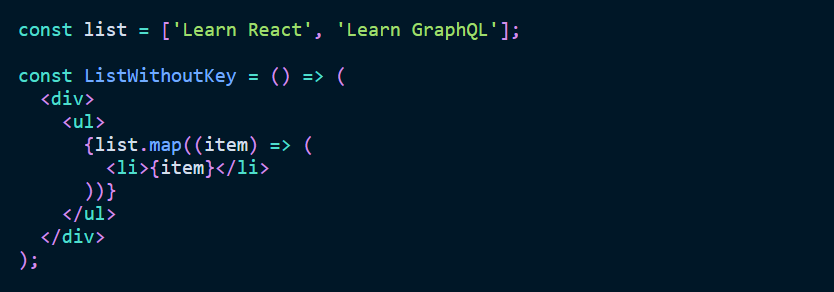 const list = ['Learn React', 'Learn GraphQL'];

const ListWithoutKey = () => (
  <div>
    <ul>
      {list.map((item) => (
        <li>{item}</li>
      ))}
    </ul>
  </div>
);